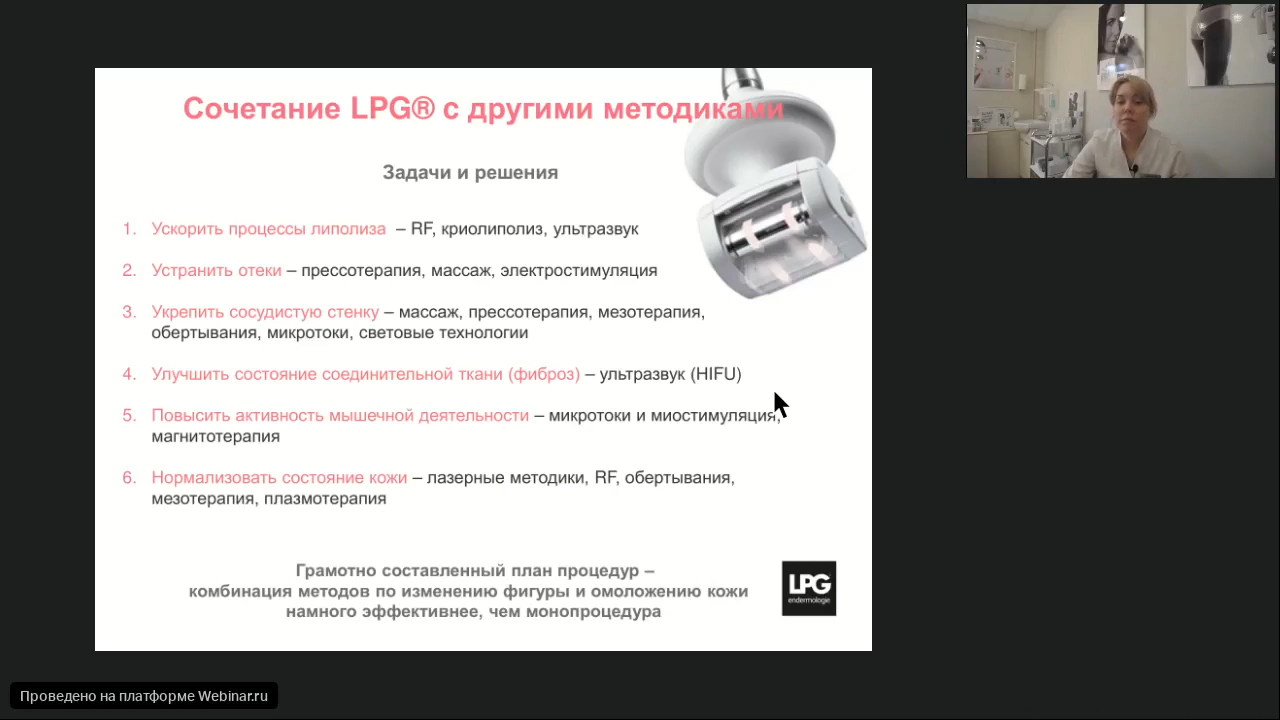 Сочетание LPG® с другими методиками
Задачи и решения
1. Ускорить процессы липолиза – RF, криолиполиз, ультразвук
2. Устранить отеки – прессотерапия, массаж, электростимуляция
3. Укрепить сосудистую стенку – массаж, прессотерапия, мезотерапия,
обертывания, микротоки, световые технологии
4. Улучшить состояние соединительной ткани (фиброз) – ультразвук (HIFU)
5. Повысить активность мышечной деятельности – микротоки и миостимуляция,
магнитотерапия
6. Нормализовать состояние кожи – лазерные методики, RF, обертывания,
мезотерапия, плазмотерапия
Грамотно составленный план процедур –
комбинация методов по изменению фигуры и омоложению кожи
намного эффективнее, чем монопроцедура
LPG
endermologie
Проведено на платформе Webinar.ru